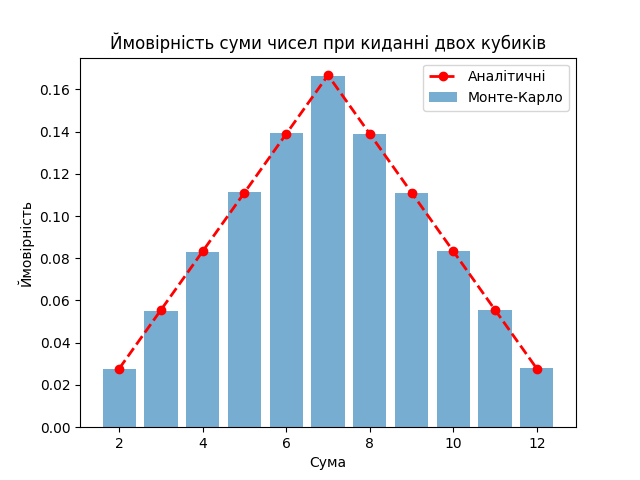 Ймовірність суми чисел при киданні двох кубиків
Аналітичні
Монте-Карло
Ймовірність
0.16
0.14
0.12
0.10
0.08
0.06
0.04
0.02
0.00
2 4 6 8 10 12
Сума